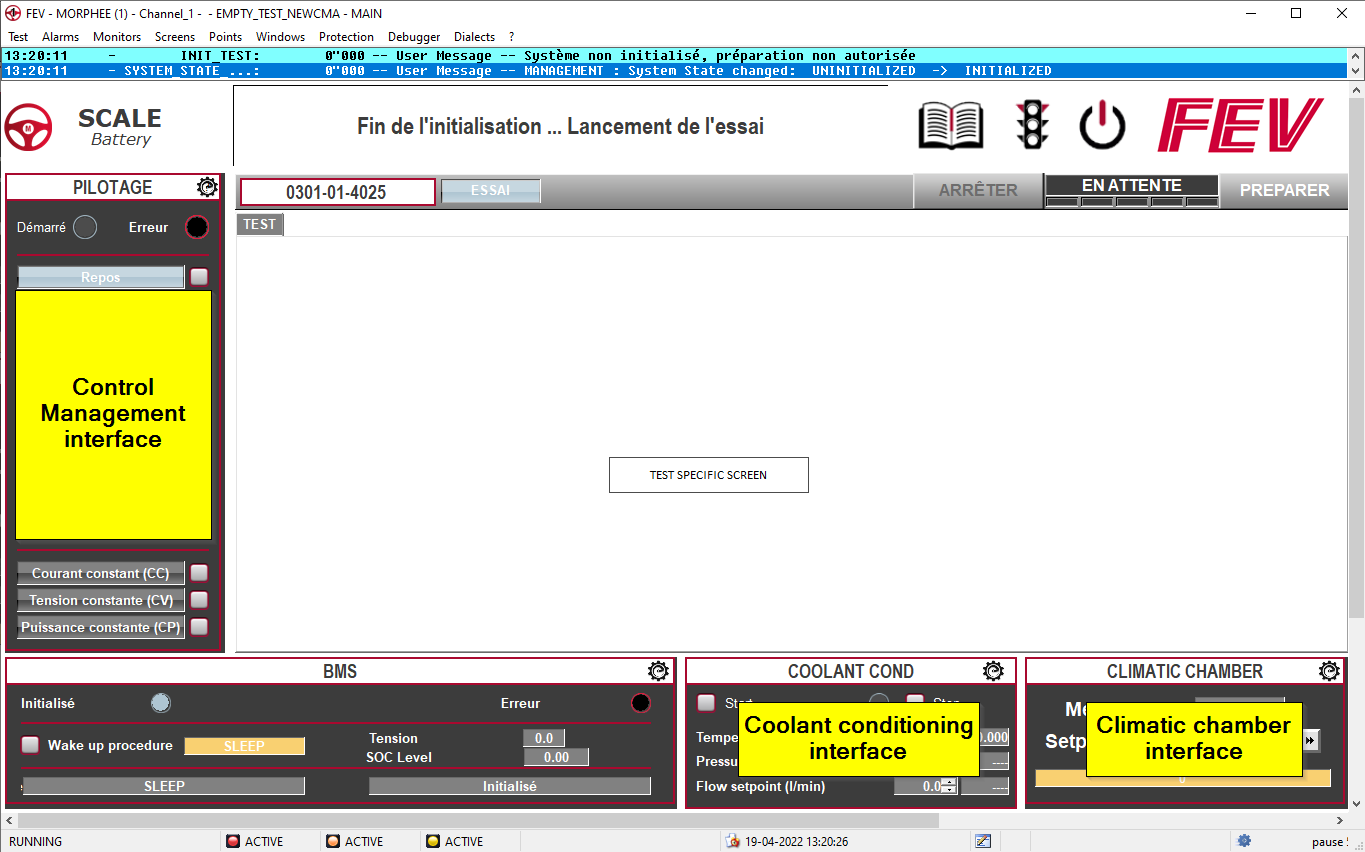 FEV - MORPHEE (1) - Channel_1 - - EMPTY_TEST_NEWCMA - MAIN
Test Alarms Monitors Screens Points Windows Protection Debugger Dialects ?
13:20:11 - INIT_TEST: 0"000 -- User Message -- Système non initialisé, préparation non autorisée
13:20:11 - SYSTEM_STATE_...: 0"000 -- User Message -- MANAGEMENT : System State changed: UNINITIALIZED -> INITIALIZED
SCALE
Battery
Fin de l'initialisation ... Lancement de l'essai
FEV
PILOTAGE
0301-01-4025
ESSAI
ARRÊTER
EN ATTENTE
PREPARER
Démarré
Erreur
TEST
Repos
Control
Management
interface
TEST SPECIFIC SCREEN
Courant constant (CC)
Tension constante (CV)
Puissance constante (CP)
BMS
Initialisé
Erreur
Wake up procedure
SLEEP
Tension
0.0
SOC Level
0.00
SLEEP
Initialisé
COOLANT COND
Coolant conditioning
interface
.000
----
Flow setpoint (l/min)
0.0
----
CLIMATIC CHAMBER
Climatic chamber
interface
RUNNING
ACTIVE
ACTIVE
ACTIVE
19-04-2022 13:20:26
pause